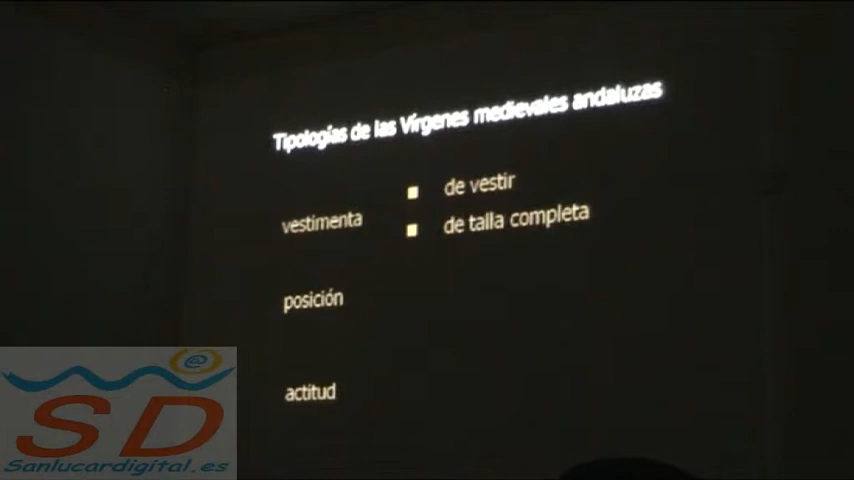 Tipologías de las Vírgenes medievales andaluzas
de vestir
vestimenta
de talla completa
posición
actitud
SD
Sanlucardigital.es